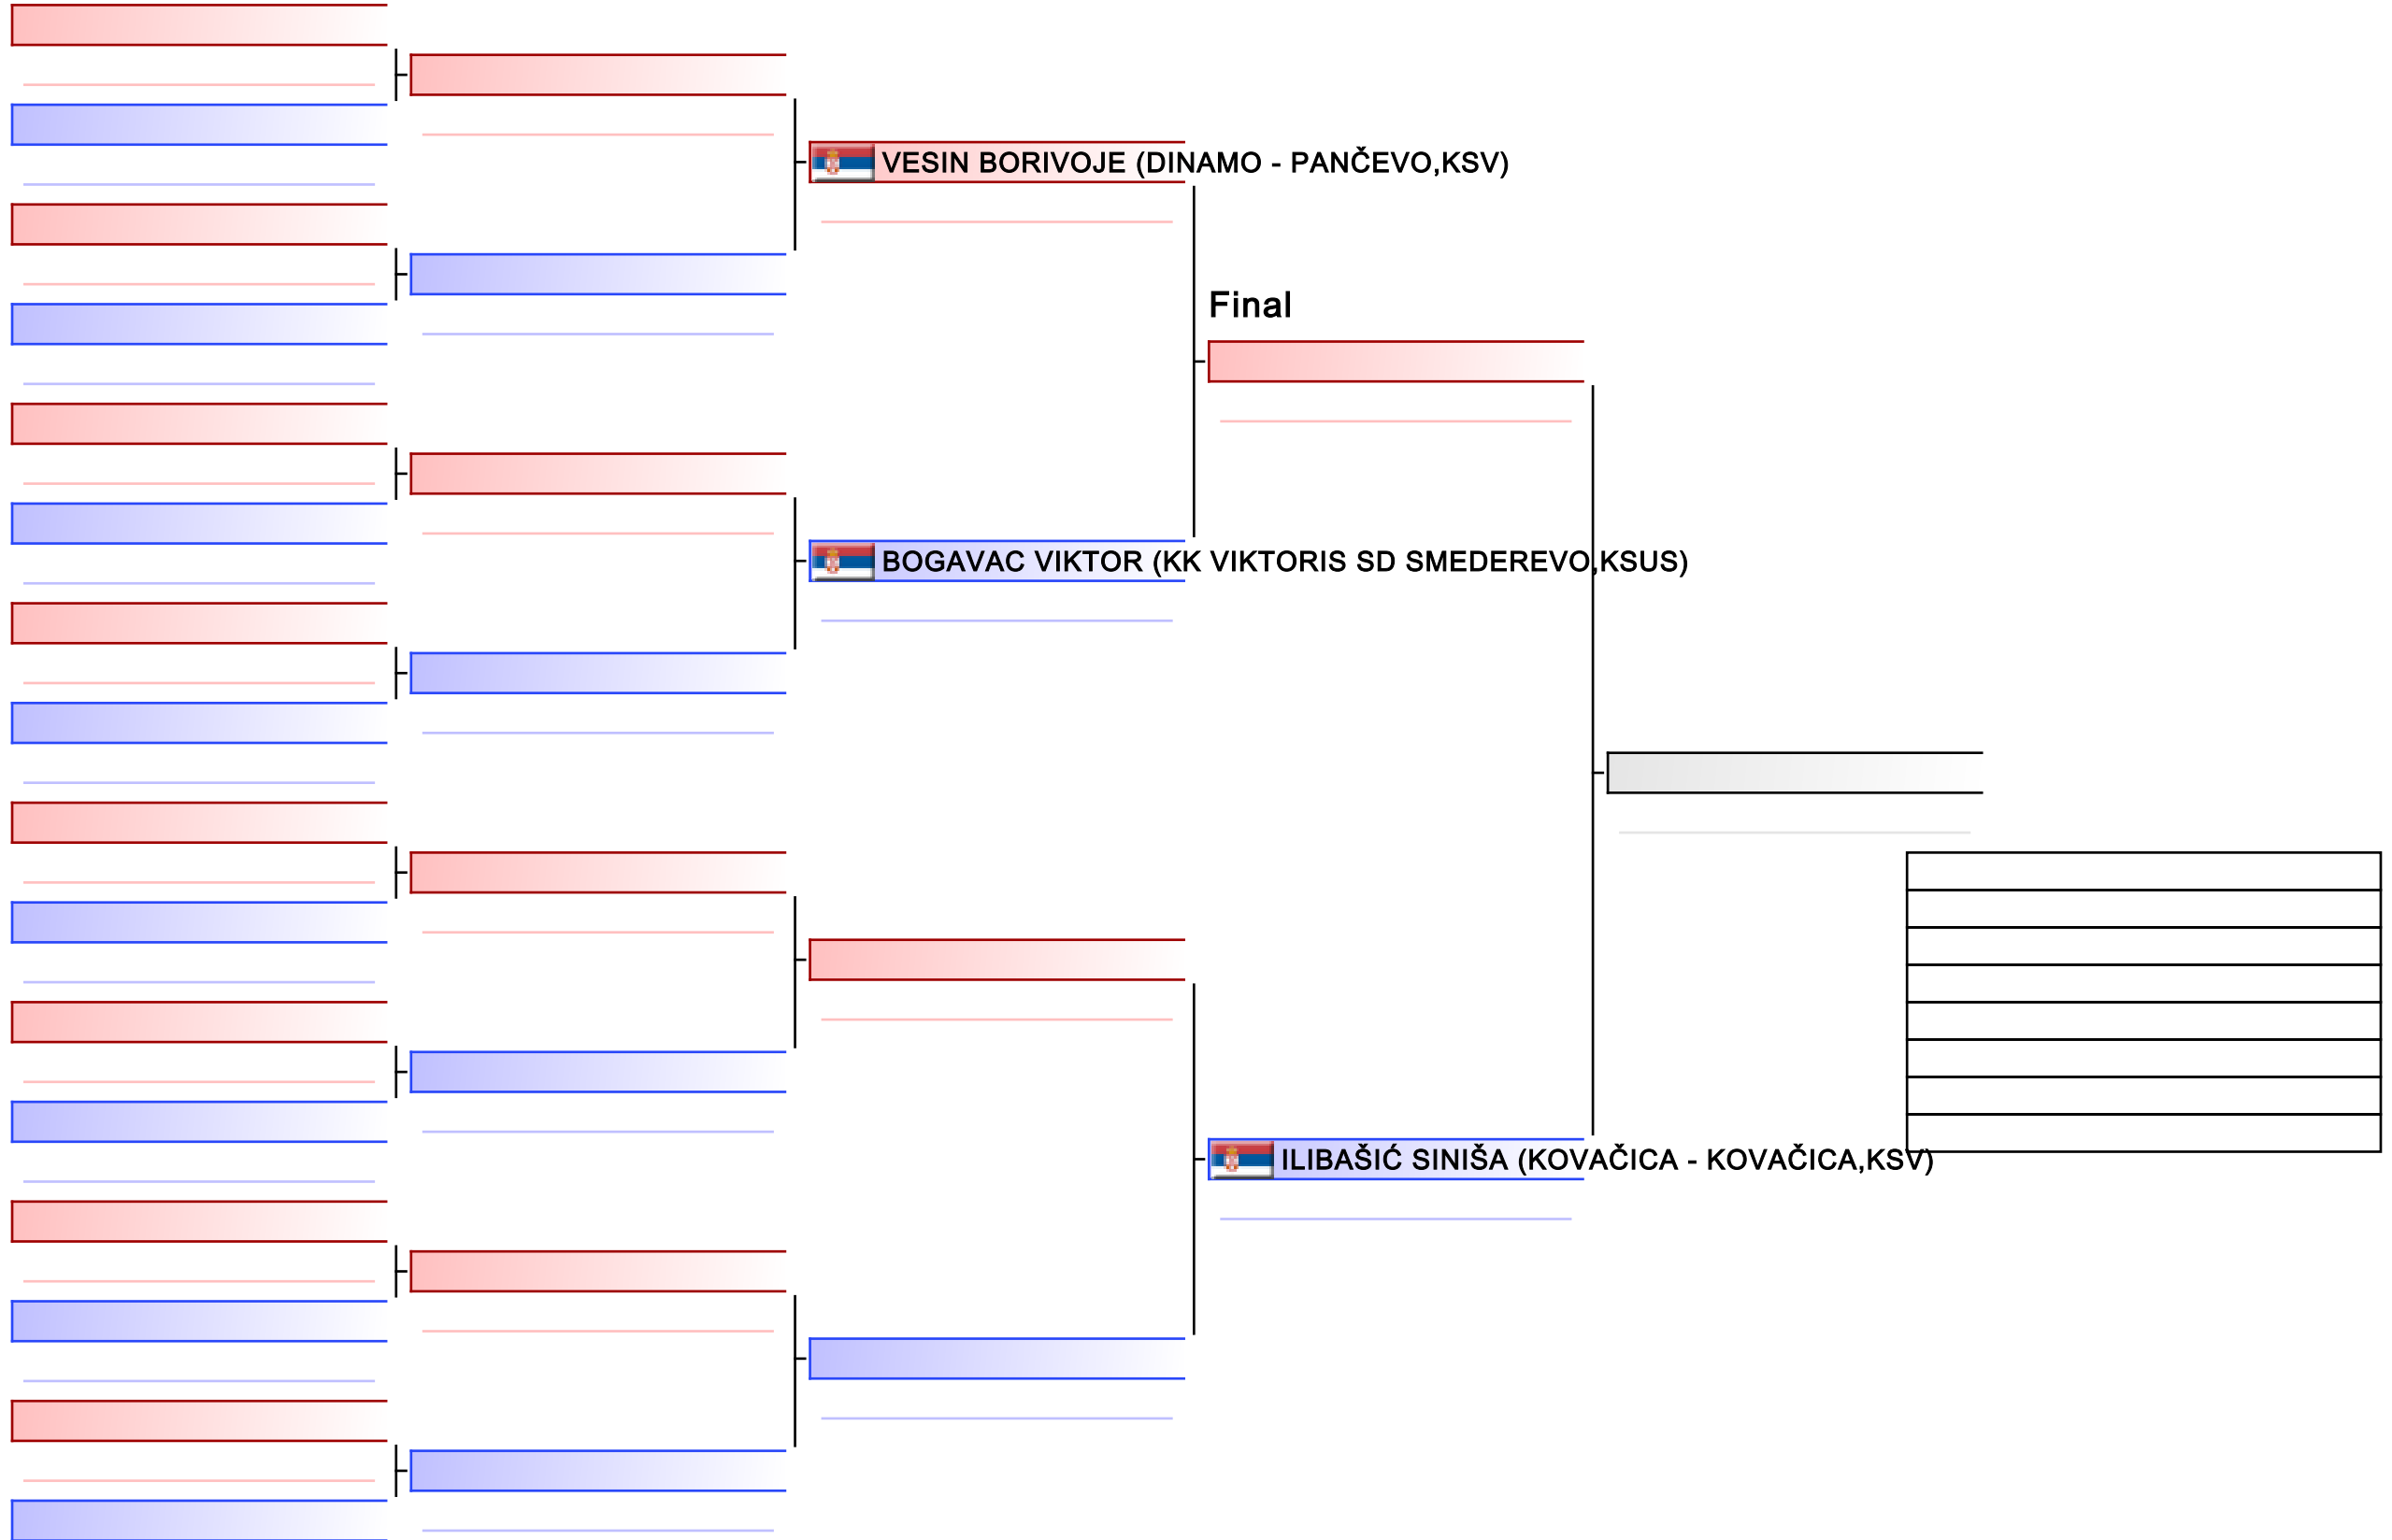 VESIN BORIVOJE (DINAMO - PANČEVO,KSV)
Final
BOGAVAC VIKTOR (KK VIKTORIS SD SMEDEREVO,KSUS)
ILIBAŠIĆ SINIŠA (KOVAČICA - KOVAČICA,KSV)